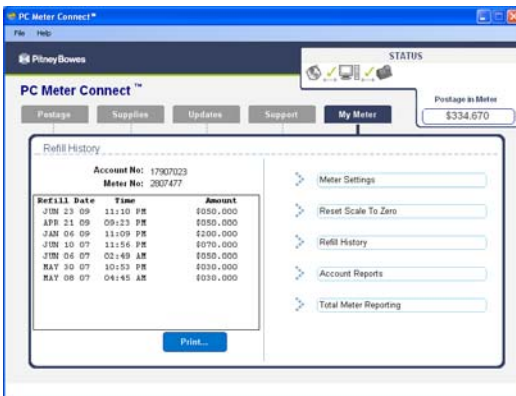 PC Meter Connect™
File Help
Pitney Bowes
STATUS
PC Meter Connect ™
Postage in Meter
$334.670
Postage Supplies Updates Support My Meter
Refill History
Account No: 17907023
Meter No: 2807477
Refill Date Time Amount
JUN 23 09 11:10 PM $050.000
APR 21 09 09:23 PM $050.000
JAN 06 09 11:09 PM $200.000
JUN 10 07 11:56 PM $070.000
JUN 06 07 02:49 AM $050.000
MAY 30 07 10:53 PM $030.000
MAY 08 07 04:45 AM $030.000
Print...
Meter Settings
Reset Scale To Zero
Refill History
Account Reports
Total Meter Reporting